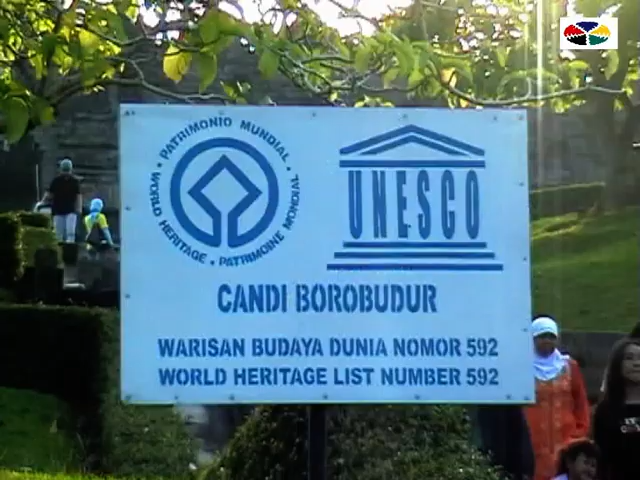 PATRIMONIO MUNDIAL • WORLD HERITAGE • PATRIMOINE MONDIAL •
UNESCO
CANDI BOROBUDUR
WARISAN BUDAYA DUNIA NOMOR 592
WORLD HERITAGE LIST NUMBER 592